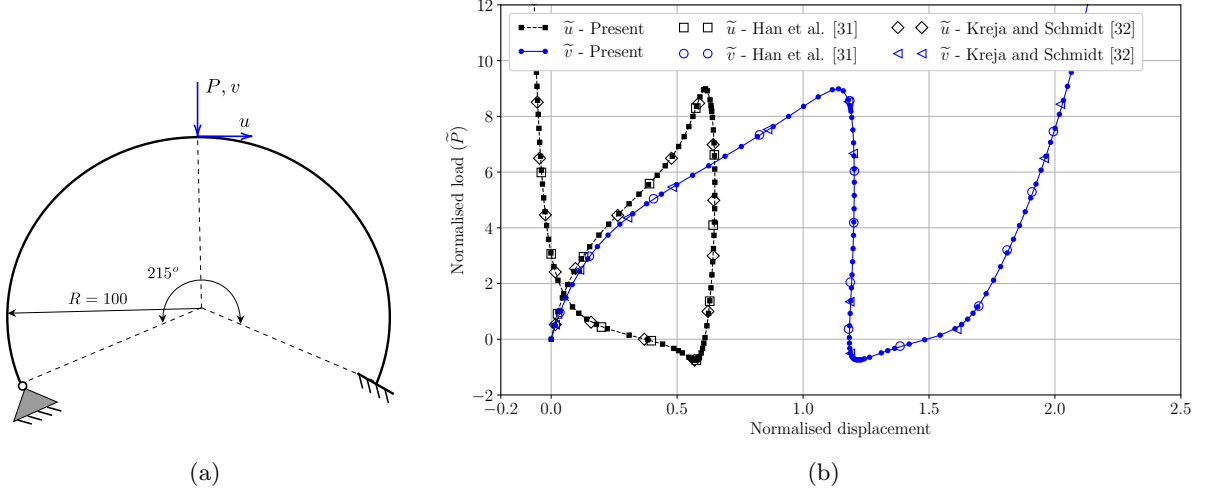 P, v
u
215°
R = 100
(a)
12
10
8
6
4
2
0
−2
Normalised load (P̃)
ũ - Present
ṽ - Present
ũ - Han et al. [31]
ṽ - Han et al. [31]
ũ - Kreja and Schmidt [32]
ṽ - Kreja and Schmidt [32]
−0.2 0.0 0.5 1.0 1.5 2.0 2.5
Normalised displacement
(b)